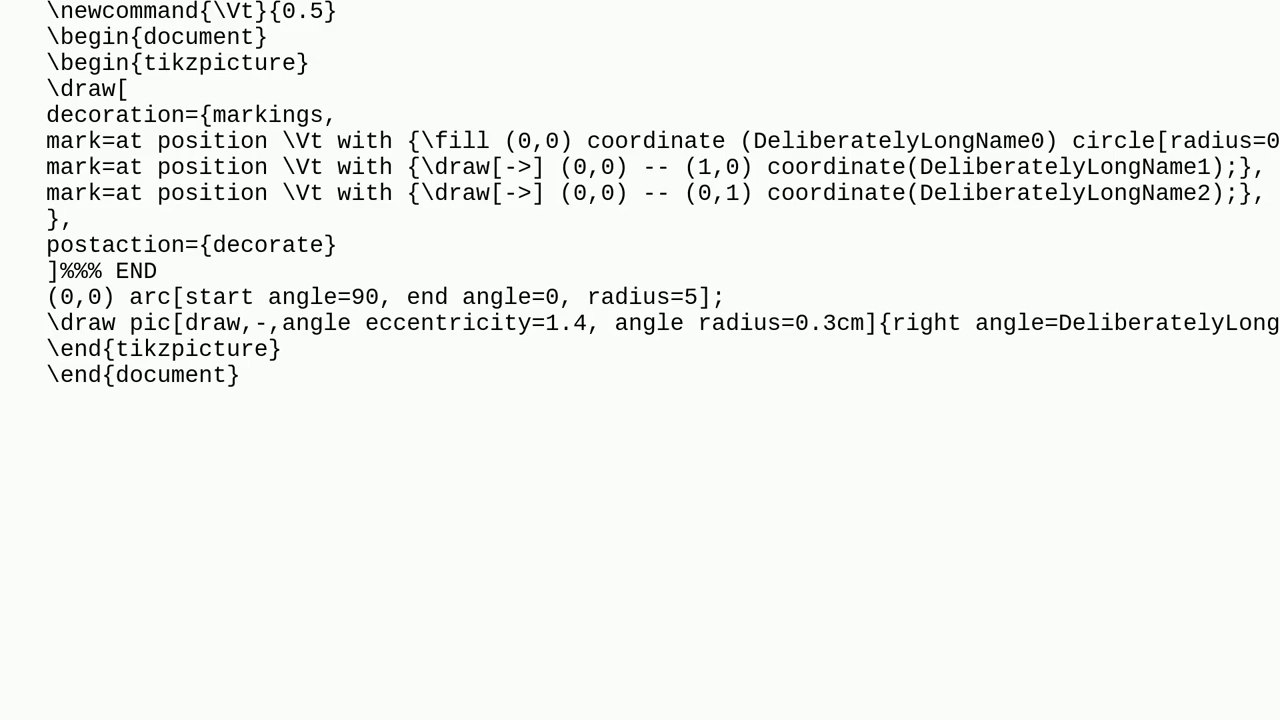 \newcommand{\Vt}{0.5}
\begin{document}
\begin{tikzpicture}
\draw[
decoration={markings,
mark=at position \Vt with {\fill (0,0) coordinate (DeliberatelyLongName0) circle[radius=0
mark=at position \Vt with {\draw[->] (0,0) -- (1,0) coordinate(DeliberatelyLongName1);},
mark=at position \Vt with {\draw[->] (0,0) -- (0,1) coordinate(DeliberatelyLongName2);},
},
postaction={decorate}
]%%% END
(0,0) arc[start angle=90, end angle=0, radius=5];
\draw pic[draw,-,angle eccentricity=1.4, angle radius=0.3cm]{right angle=DeliberatelyLong
\end{tikzpicture}
\end{document}